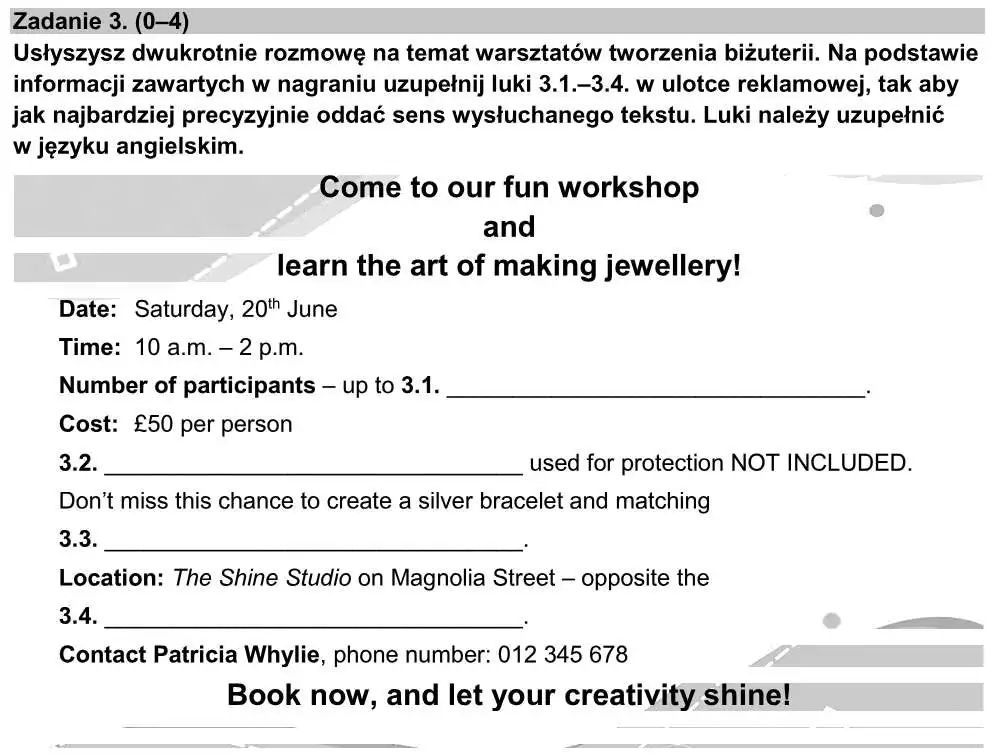 Zadanie 3. (0–4)
Usłyszysz dwukrotnie rozmowę na temat warsztatów tworzenia biżuterii. Na podstawie
informacji zawartych w nagraniu uzupełnij luki 3.1.–3.4. w ulotce reklamowej, tak aby
jak najbardziej precyzyjnie oddać sens wysłuchanego tekstu. Luki należy uzupełnić
w języku angielskim.
Come to our fun workshop
and
learn the art of making jewellery!
Date: Saturday, 20th June
Time: 10 a.m. – 2 p.m.
Number of participants – up to 3.1. ________________________________.
Cost: £50 per person
3.2. ________________________________ used for protection NOT INCLUDED.
Don’t miss this chance to create a silver bracelet and matching
3.3. ________________________________.
Location: The Shine Studio on Magnolia Street – opposite the
3.4. ________________________________.
Contact Patricia Whylie, phone number: 012 345 678
Book now, and let your creativity shine!